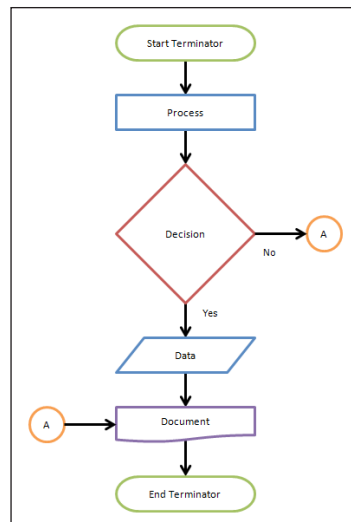 Start Terminator
Process
Decision
A
No
Yes
Data
A
Document
End Terminator